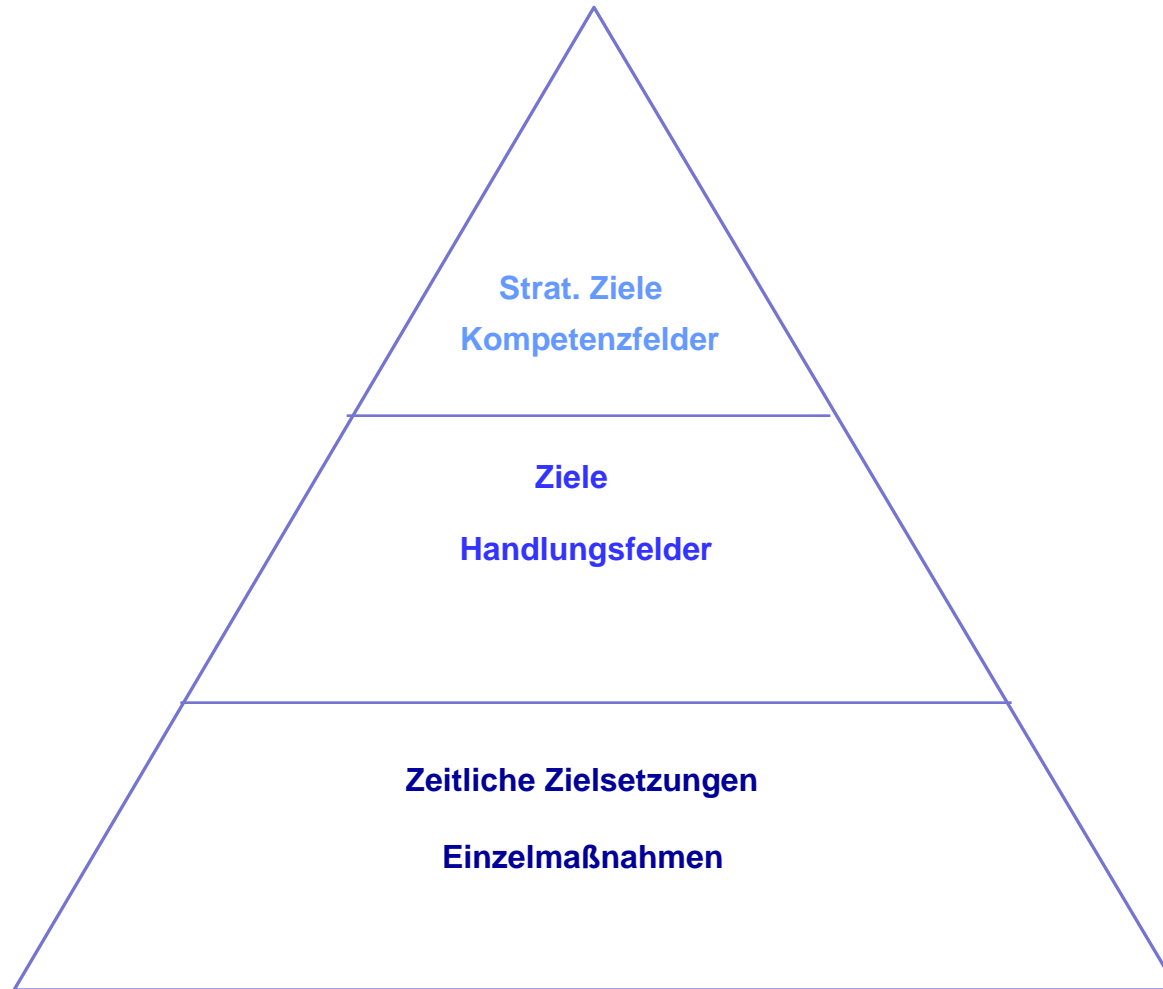 Strat. Ziele
Kompetenzfelder
Ziele
Handlungsfelder
Zeitliche Zielsetzungen
Einzelmaßnahmen